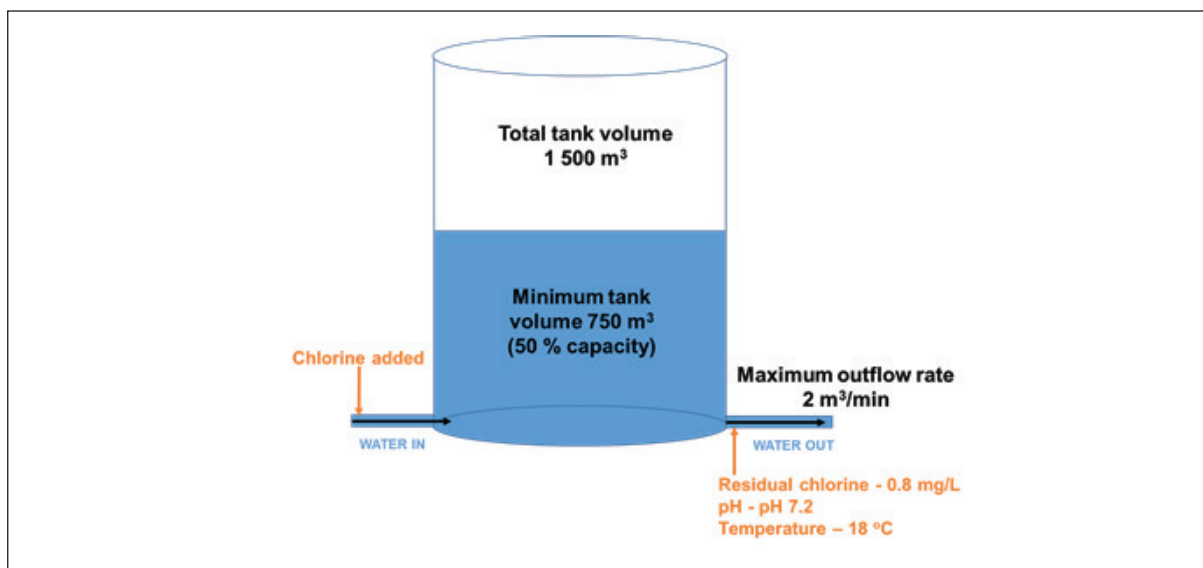 Total tank volume
1 500 m³
Minimum tank
volume 750 m³
(50 % capacity)
Chlorine added
Maximum outflow rate
2 m³/min
WATER IN
WATER OUT
Residual chlorine - 0.8 mg/L
pH - pH 7.2
Temperature – 18 °C